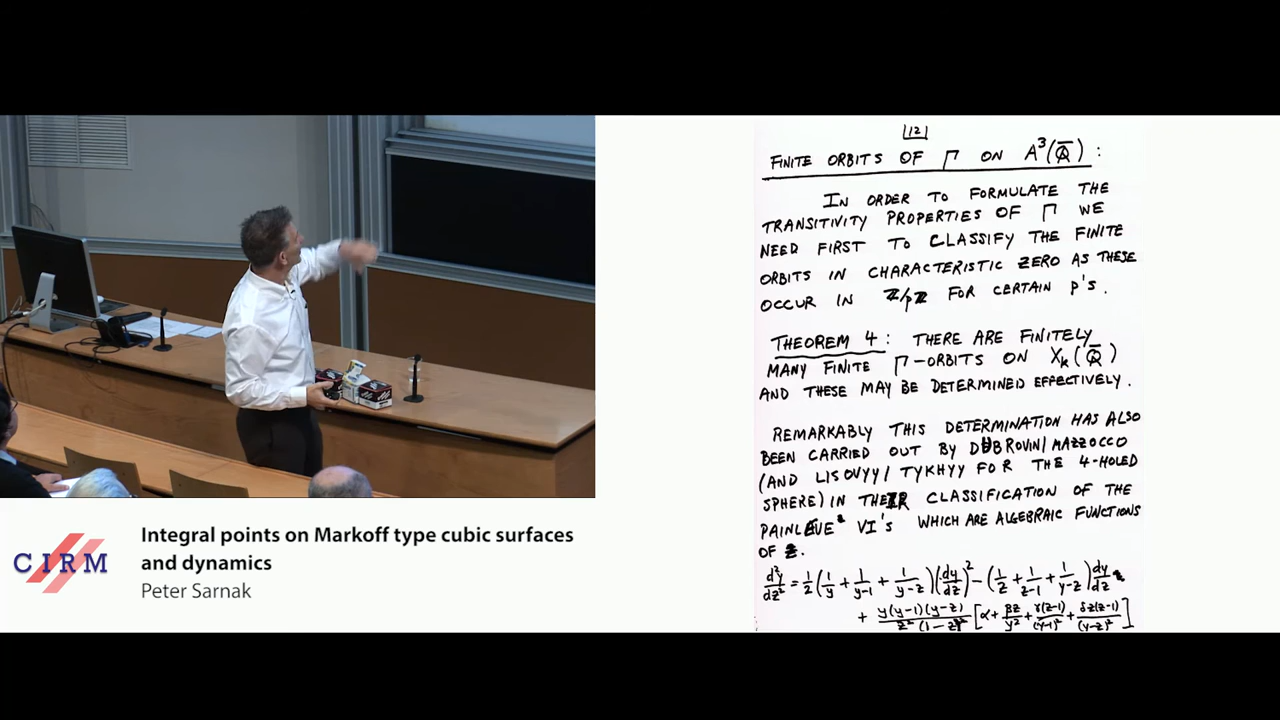 CIRM
Integral points on Markoff type cubic surfaces
and dynamics
Peter Sarnak
12
FINITE ORBITS OF Γ ON A³(Q̄) :
IN ORDER TO FORMULATE THE
TRANSITIVITY PROPERTIES OF Γ WE
NEED FIRST TO CLASSIFY THE FINITE
ORBITS IN CHARACTERISTIC ZERO AS THESE
OCCUR IN Z/pZ FOR CERTAIN p'S.
THEOREM 4 : THERE ARE FINITELY
MANY FINITE Γ-ORBITS ON X_k(Q̄)
AND THESE MAY BE DETERMINED EFFECTIVELY.
REMARKABLY THIS DETERMINATION HAS ALSO
BEEN CARRIED OUT BY DUBROVIN/MAZZOCCO
(AND LISOVYY/TYKHYY FOR THE 4-HOLED
SPHERE) IN THEIR CLASSIFICATION OF THE
PAINLEVE' VI'S WHICH ARE ALGEBRAIC FUNCTIONS
OF z.
d²y/dz² = 1/2 (1/y + 1/(y-1) + 1/(y-z)) (dy/dz)² - (1/z + 1/(z-1) + 1/(y-z)) dy/dz
+ y(y-1)(y-z)/z²(1-z)² [α + βz/y² + γ(z-1)/(y-1)² + δz(z-1)/(y-z)²]